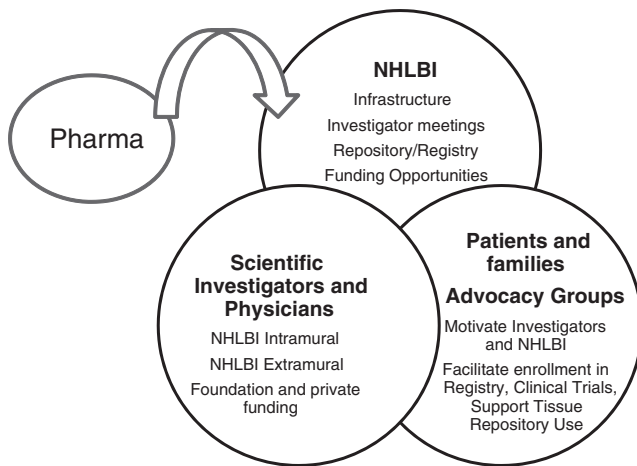 Pharma
NHLBI
Infrastructure
Investigator meetings
Repository/Registry
Funding Opportunities
Scientific
Investigators and
Physicians
NHLBI Intramural
NHLBI Extramural
Foundation and private
funding
Patients and
families
Advocacy Groups
Motivate Investigators
and NHLBI
Facilitate enrollment in
Registry, Clinical Trials,
Support Tissue
Repository Use